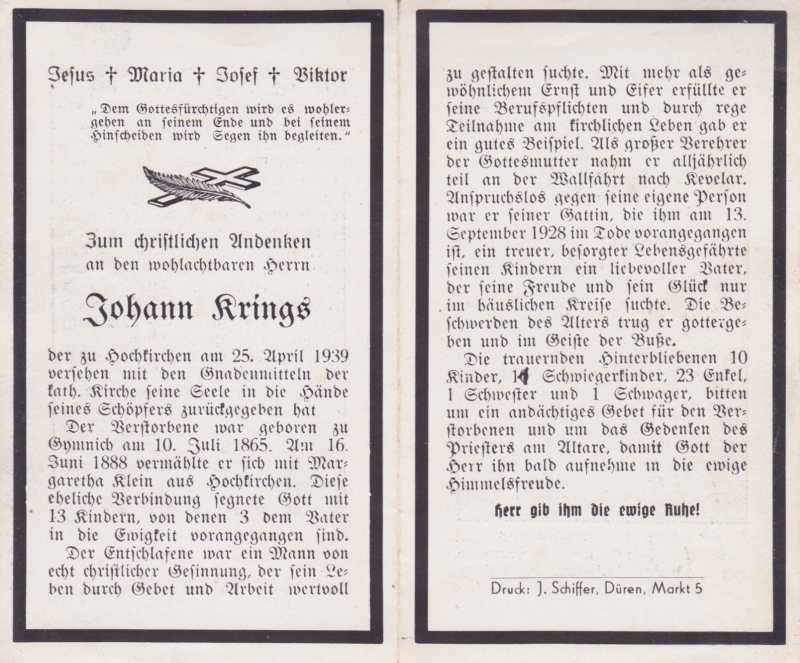 Jesus † Maria † Josef † Viktor
„Dem Gottesfürchtigen wird es wohler-
gehen an seinem Ende und bei seinem
Hinscheiden wird Segen ihn begleiten."
Zum christlichen Andenken
an den wohlachtbaren Herrn
Johann Krings
der zu Hochkirchen am 25. April 1939
versehen mit den Gnadenmitteln der
kath. Kirche seine Seele in die Hände
seines Schöpfers zurückgegeben hat
Der Verstorbene war geboren zu
Gymnich am 10. Juli 1865. Am 16.
Juni 1888 vermählte er sich mit Mar-
garetha Klein aus Hochkirchen. Diese
eheliche Verbindung segnete Gott mit
13 Kindern, von denen 3 dem Vater
in die Ewigkeit vorangegangen sind.
Der Entschlafene war ein Mann von
echt christlicher Gesinnung, der sein Le-
ben durch Gebet und Arbeit wertvoll
zu gestalten suchte. Mit mehr als ge-
wöhnlichem Ernst und Eifer erfüllte er
seine Berufspflichten und durch rege
Teilnahme am kirchlichen Leben gab er
ein gutes Beispiel. Als großer Verehrer
der Gottesmutter nahm er alljährlich
teil an der Wallfahrt nach Kevelar.
Anspruchslos gegen seine eigene Person
war er seiner Gattin, die ihm am 13.
September 1928 im Tode vorangegangen
ist, ein treuer, besorgter Lebensgefährte
seinen Kindern ein liebevoller Vater,
der seine Freude und sein Glück nur
im häuslichen Kreise suchte. Die Be-
schwerden des Alters trug er gotterge-
ben und im Geiste der Buße.
Die trauernden Hinterbliebenen 10
Kinder, Schwiegerkinder, 23 Enkel,
1 Schwester und 1 Schwager, bitten
um ein andächtiges Gebet für den Ver-
storbenen und um das Gedenken des
Priesters am Altare, damit Gott der
Herr ihn bald aufnehme in die ewige
Himmelsfreude.
Herr gib ihm die ewige Ruhe!
Druck: J. Schiffer, Düren, Markt 5